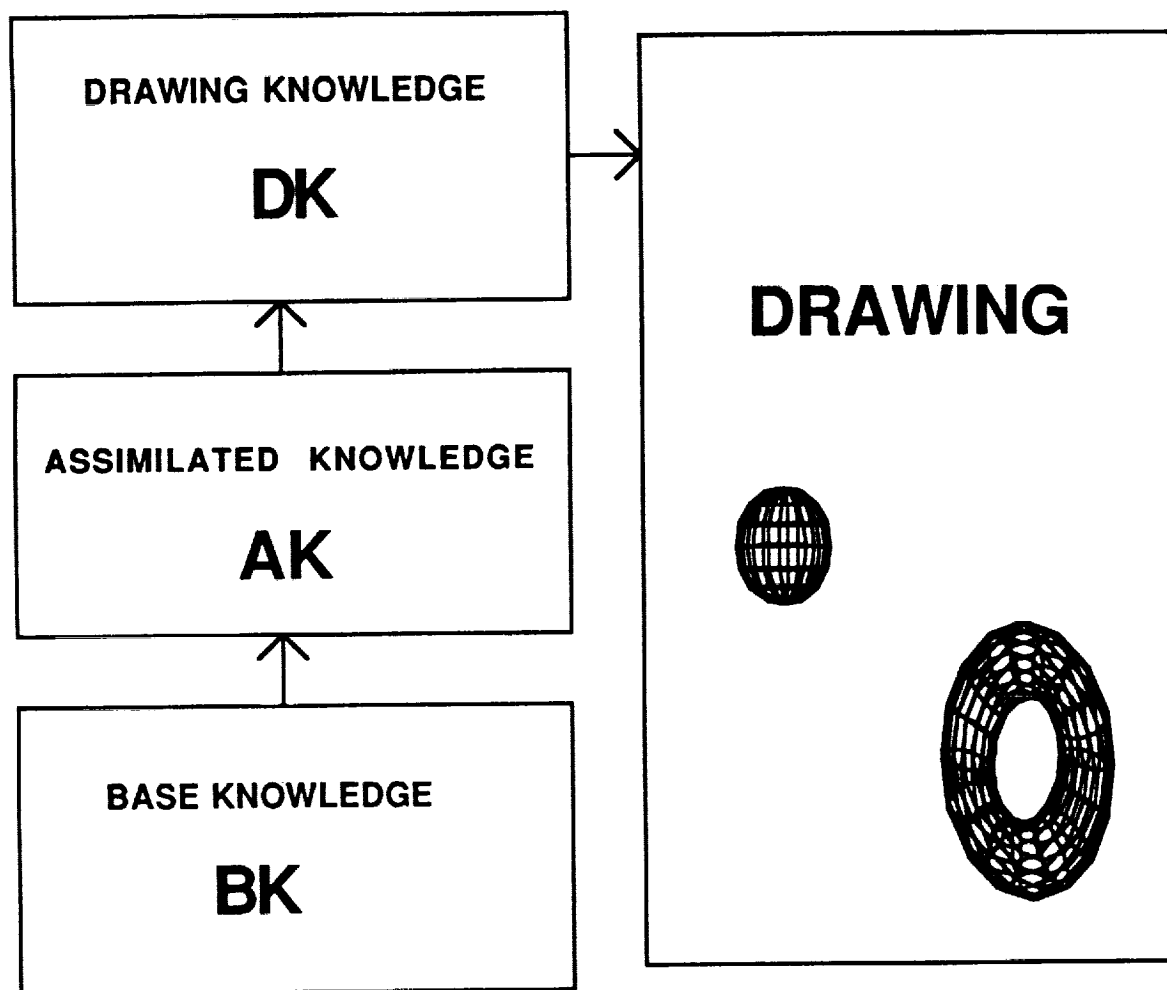 DRAWING KNOWLEDGE
DK
ASSIMILATED KNOWLEDGE
AK
BASE KNOWLEDGE
BK
DRAWING